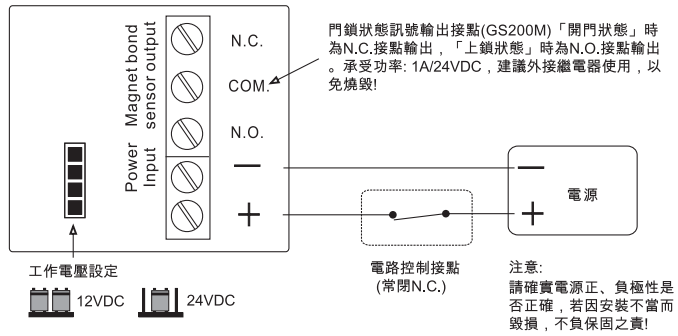 Magnet bond
sensor output
Power
Input
N.C.
COM.
N.O.
—
+
門鎖狀態訊號輸出接點(GS200M)「開門狀態」時
為N.C.接點輸出，「上鎖狀態」時為N.O.接點輸出
。承受功率: 1A/24VDC，建議外接繼電器使用，以
免燒毀!
—
+
電源
電路控制接點
(常閉N.C.)
工作電壓設定
12VDC
24VDC
注意:
請確實電源正、負極性是
否正確，若因安裝不當而
毀損，不負保固之責!